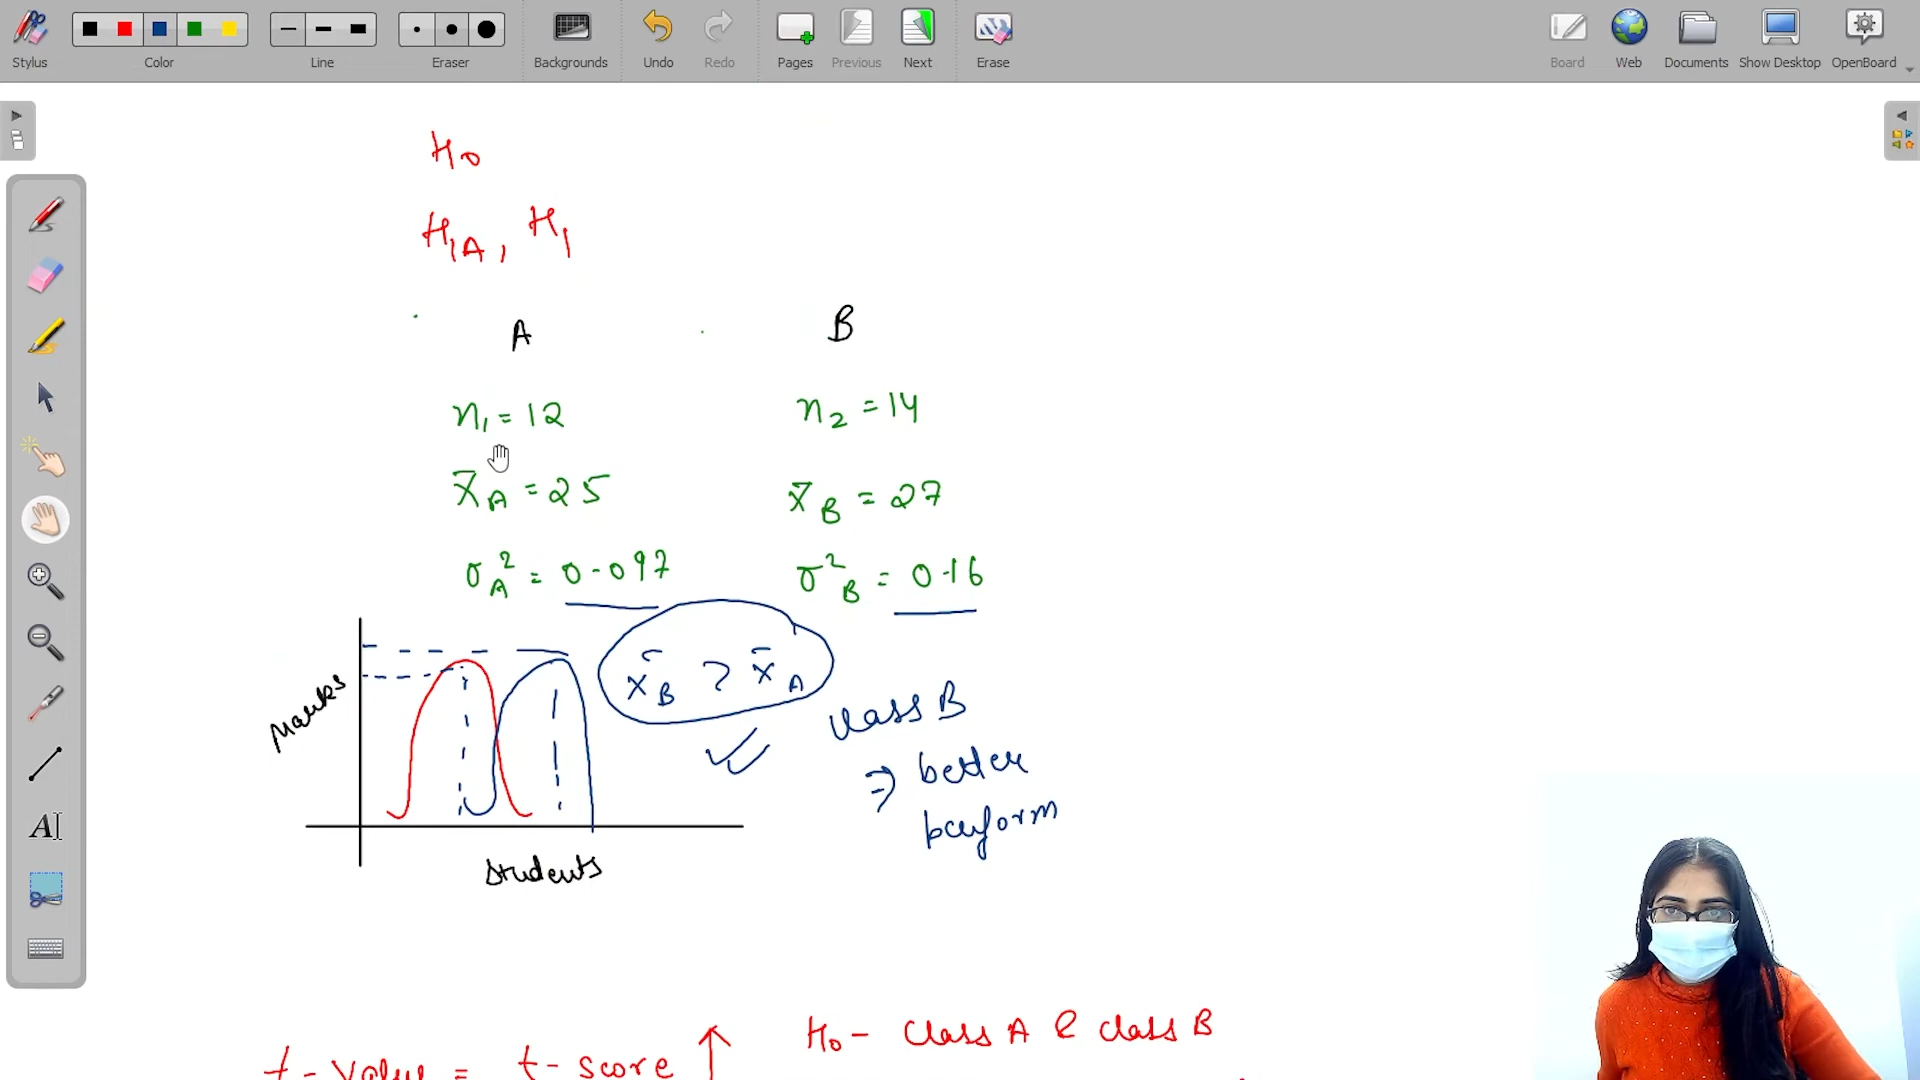 Stylus Color Line Eraser Backgrounds Undo Redo Pages Previous Next Erase Board Web Documents Show Desktop OpenBoard
H₀
H₁A, H₁
A B
n₁ = 12 n₂ = 14
x̄A = 25 x̄B = 27
σA² = 0.097 σ²B = 0.16
x̄B > x̄A
class B
⇒ better
perform
Marks
Students
H₀ - class A & class B
t - value = t - score ↑